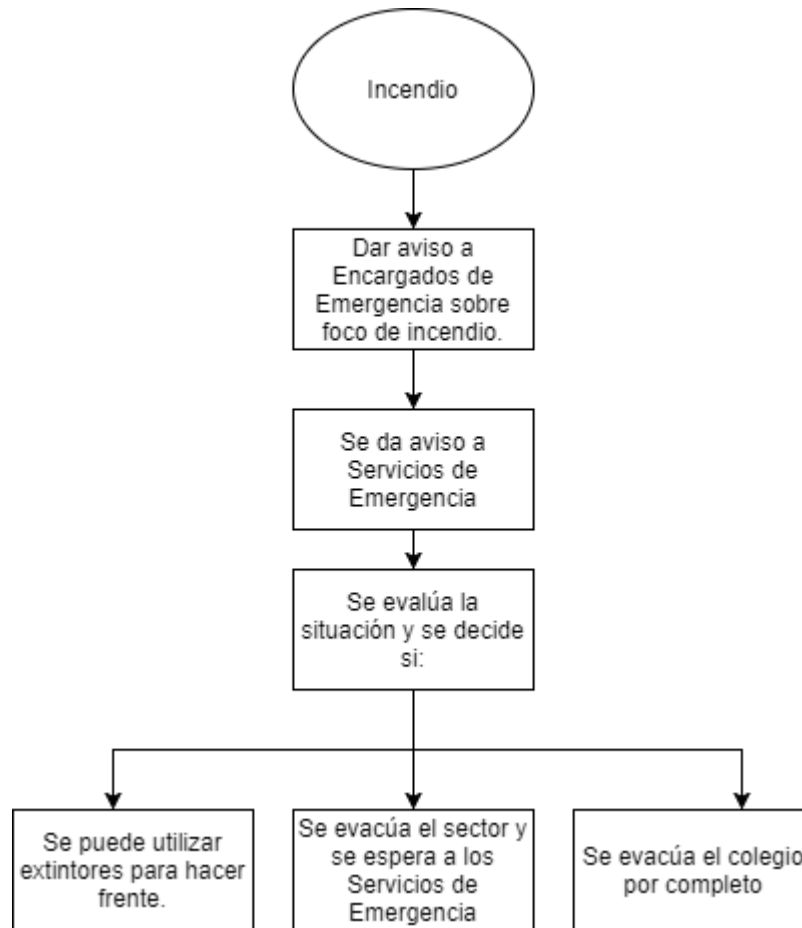 Incendio
Dar aviso a
Encargados de
Emergencia sobre
foco de incendio.
Se da aviso a
Servicios de
Emergencia
Se evalúa la
situación y se decide
si:
Se puede utilizar
extintores para hacer
frente.
Se evacúa el sector y
se espera a los
Servicios de
Emergencia
Se evacúa el colegio
por completo